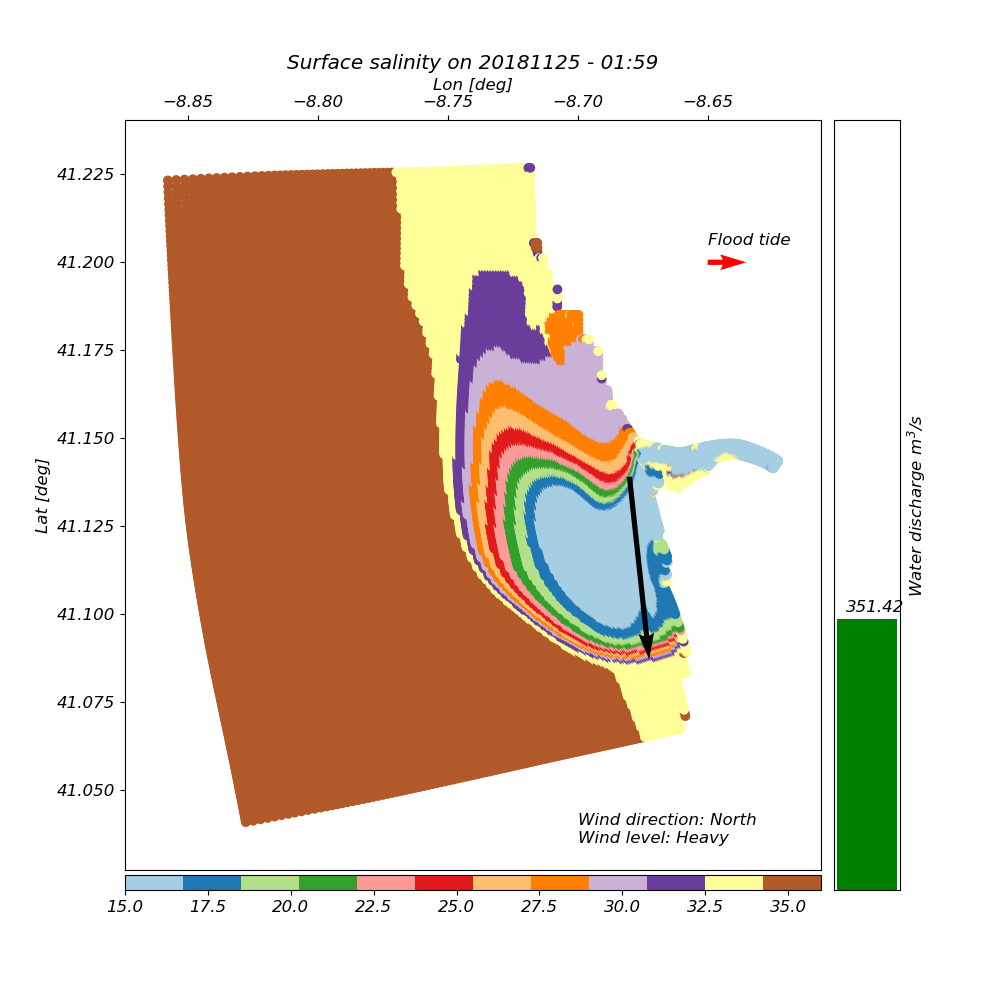 Surface salinity on 20181125 - 01:59
Lon [deg]
−8.85 −8.80 −8.75 −8.70 −8.65
41.225
41.200
41.175
41.150
41.125
41.100
41.075
41.050
Lat [deg]
Flood tide
Wind direction: North
Wind level: Heavy
15.0 17.5 20.0 22.5 25.0 27.5 30.0 32.5 35.0
351.42
Water discharge m³/s